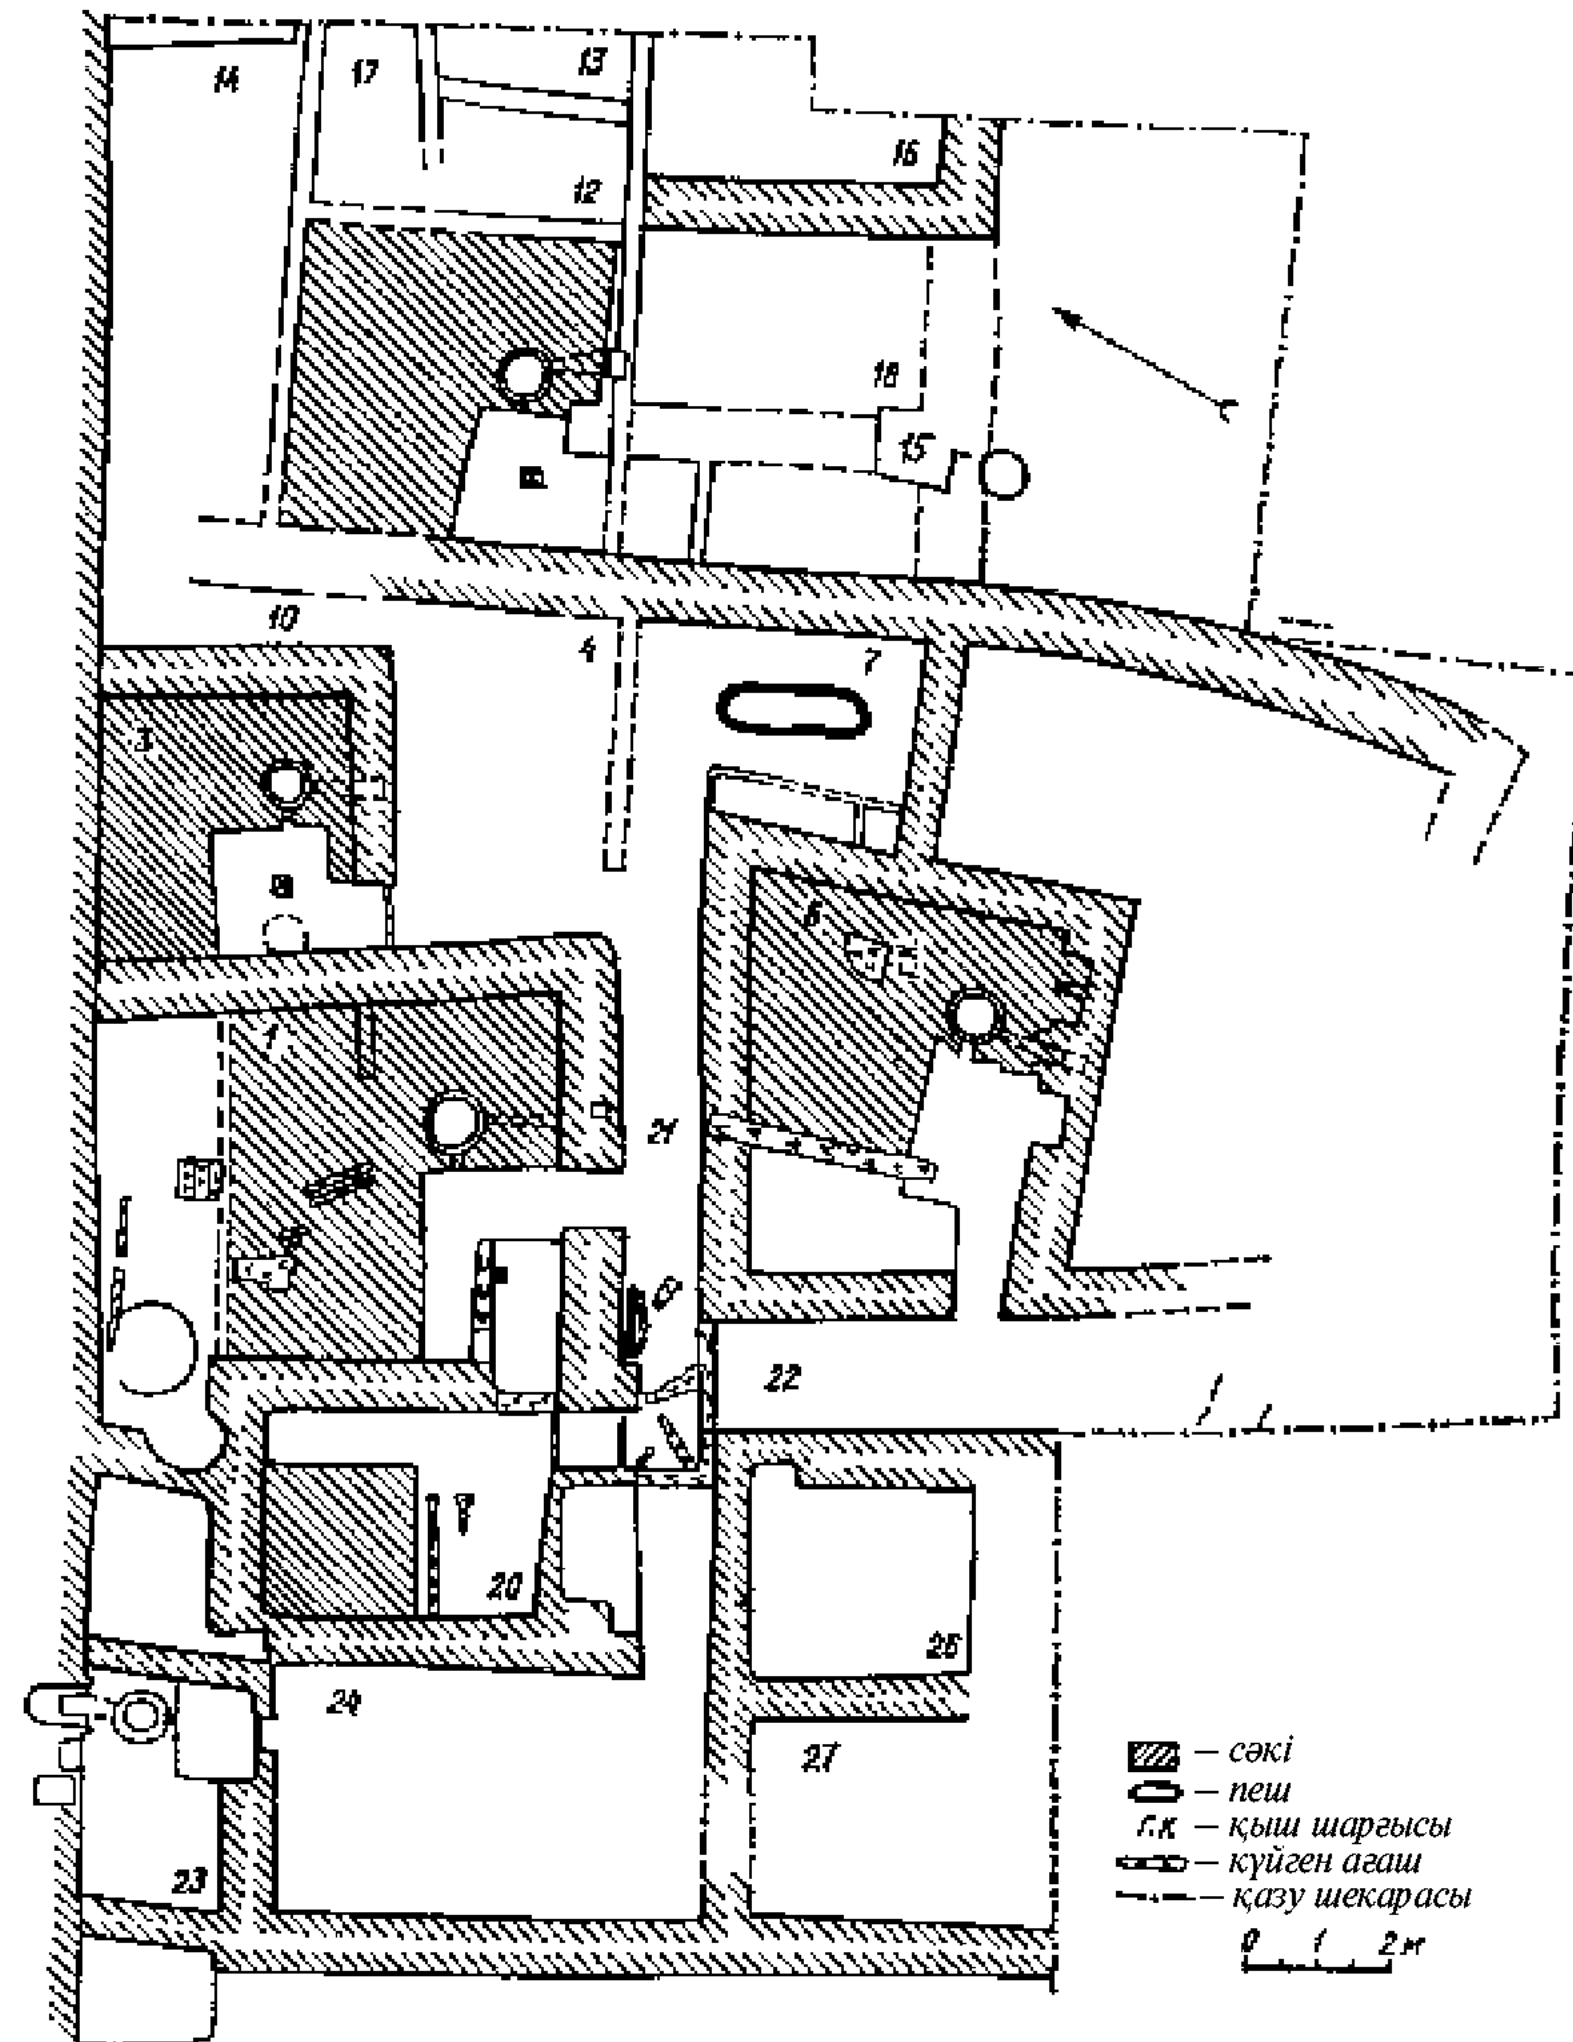 14 17 13
16
12
18
15
10 4 7
3
6
1
21
22
20
26
24
27
23
– сәкі
– пеш
г.к – қыш шарғысы
– күйген ағаш
– қазу шекарасы
0 1 2 м